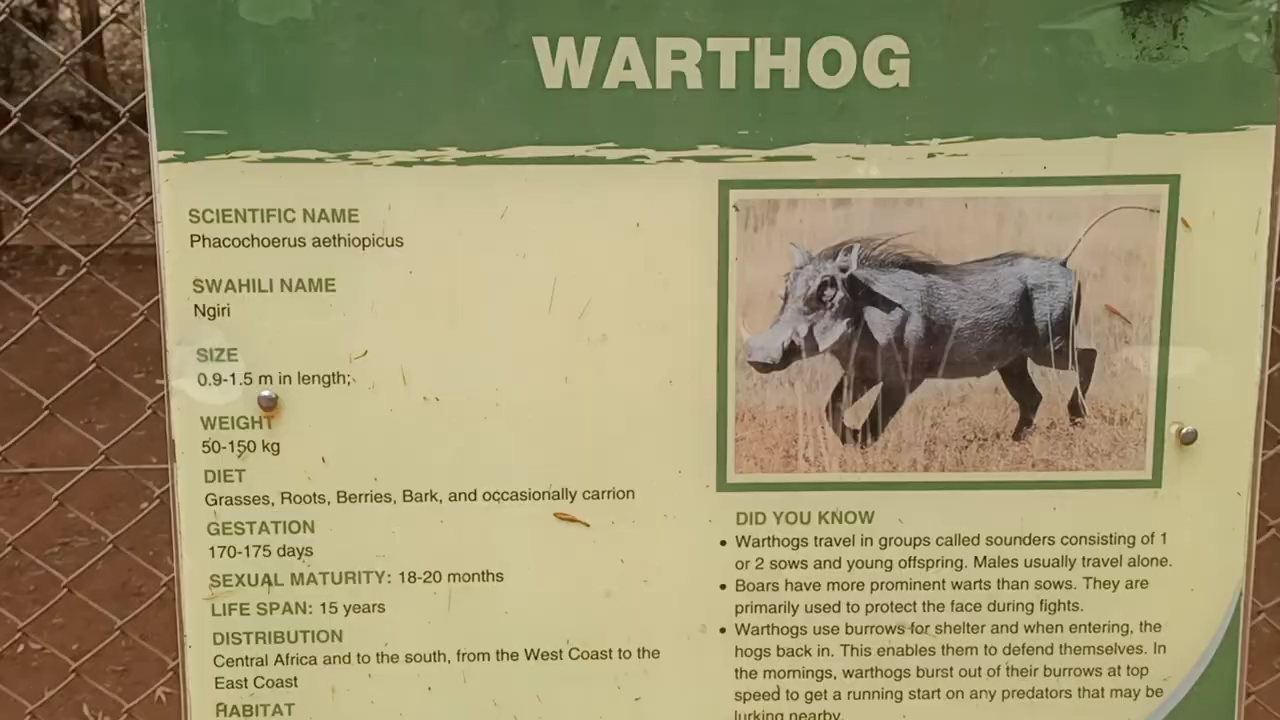 WARTHOG
SCIENTIFIC NAME
Phacochoerus aethiopicus
SWAHILI NAME
Ngiri
SIZE
0.9-1.5 m in length;
WEIGHT
50-150 kg
DIET
Grasses, Roots, Berries, Bark, and occasionally carrion
GESTATION
170-175 days
SEXUAL MATURITY: 18-20 months
LIFE SPAN: 15 years
DISTRIBUTION
Central Africa and to the south, from the West Coast to the
East Coast
HABITAT
DID YOU KNOW
• Warthogs travel in groups called sounders consisting of 1
or 2 sows and young offspring. Males usually travel alone.
• Boars have more prominent warts than sows. They are
primarily used to protect the face during fights.
• Warthogs use burrows for shelter and when entering, the
hogs back in. This enables them to defend themselves. In
the mornings, warthogs burst out of their burrows at top
speed to get a running start on any predators that may be
lurking nearby.